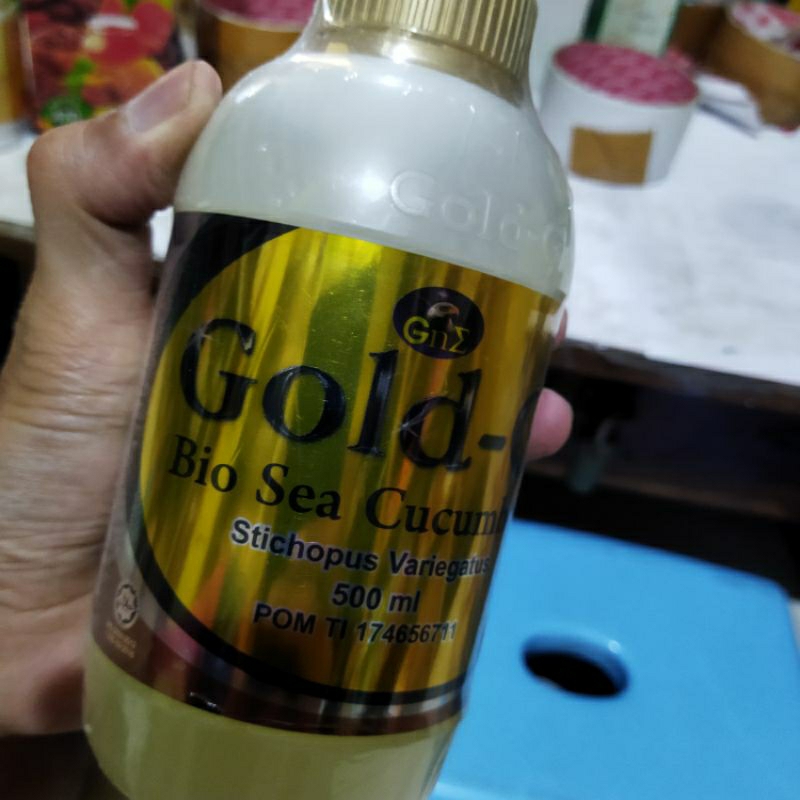 Gold-G
GnΣ
Gold-
Bio Sea Cucum
Stichopus Variegatus
500 ml
POM TI 174656711